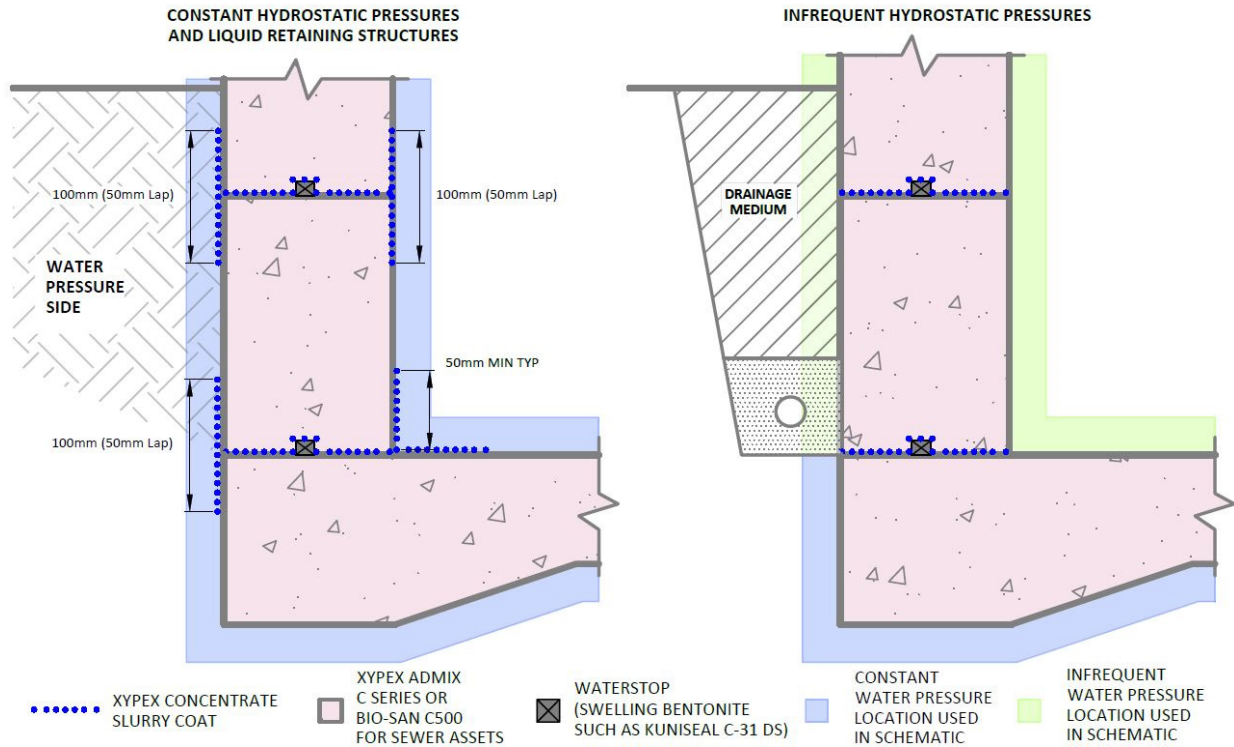 CONSTANT HYDROSTATIC PRESSURES
AND LIQUID RETAINING STRUCTURES
INFREQUENT HYDROSTATIC PRESSURES
100mm (50mm Lap)
100mm (50mm Lap)
WATER
PRESSURE
SIDE
50mm MIN TYP
100mm (50mm Lap)
DRAINAGE
MEDIUM
XYPEX CONCENTRATE
SLURRY COAT
XYPEX ADMIX
C SERIES OR
BIO-SAN C500
FOR SEWER ASSETS
WATERSTOP
(SWELLING BENTONITE
SUCH AS KUNISEAL C-31 DS)
CONSTANT
WATER PRESSURE
LOCATION USED
IN SCHEMATIC
INFREQUENT
WATER PRESSURE
LOCATION USED
IN SCHEMATIC